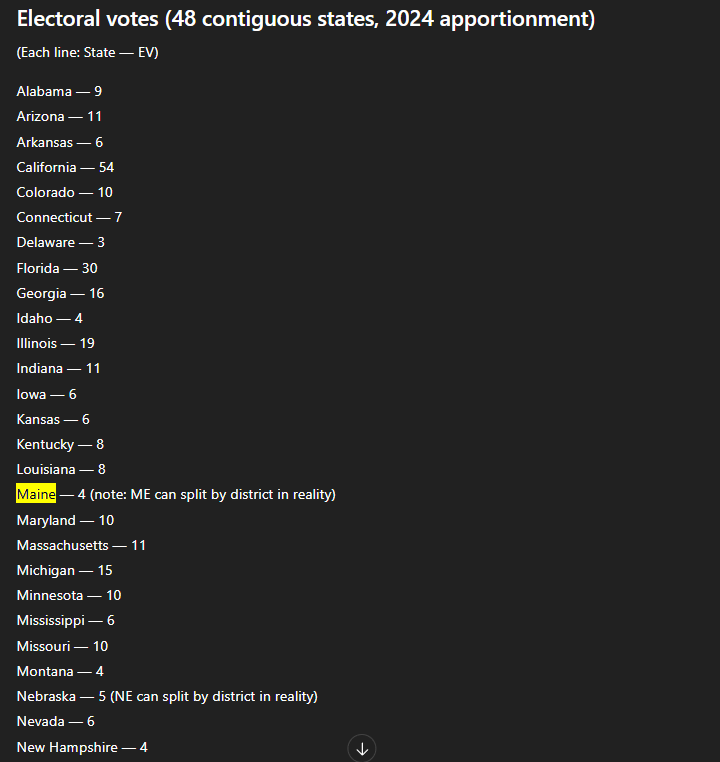 Electoral votes (48 contiguous states, 2024 apportionment)
(Each line: State — EV)
Alabama — 9
Arizona — 11
Arkansas — 6
California — 54
Colorado — 10
Connecticut — 7
Delaware — 3
Florida — 30
Georgia — 16
Idaho — 4
Illinois — 19
Indiana — 11
Iowa — 6
Kansas — 6
Kentucky — 8
Louisiana — 8
Maine — 4 (note: ME can split by district in reality)
Maryland — 10
Massachusetts — 11
Michigan — 15
Minnesota — 10
Mississippi — 6
Missouri — 10
Montana — 4
Nebraska — 5 (NE can split by district in reality)
Nevada — 6
New Hampshire — 4